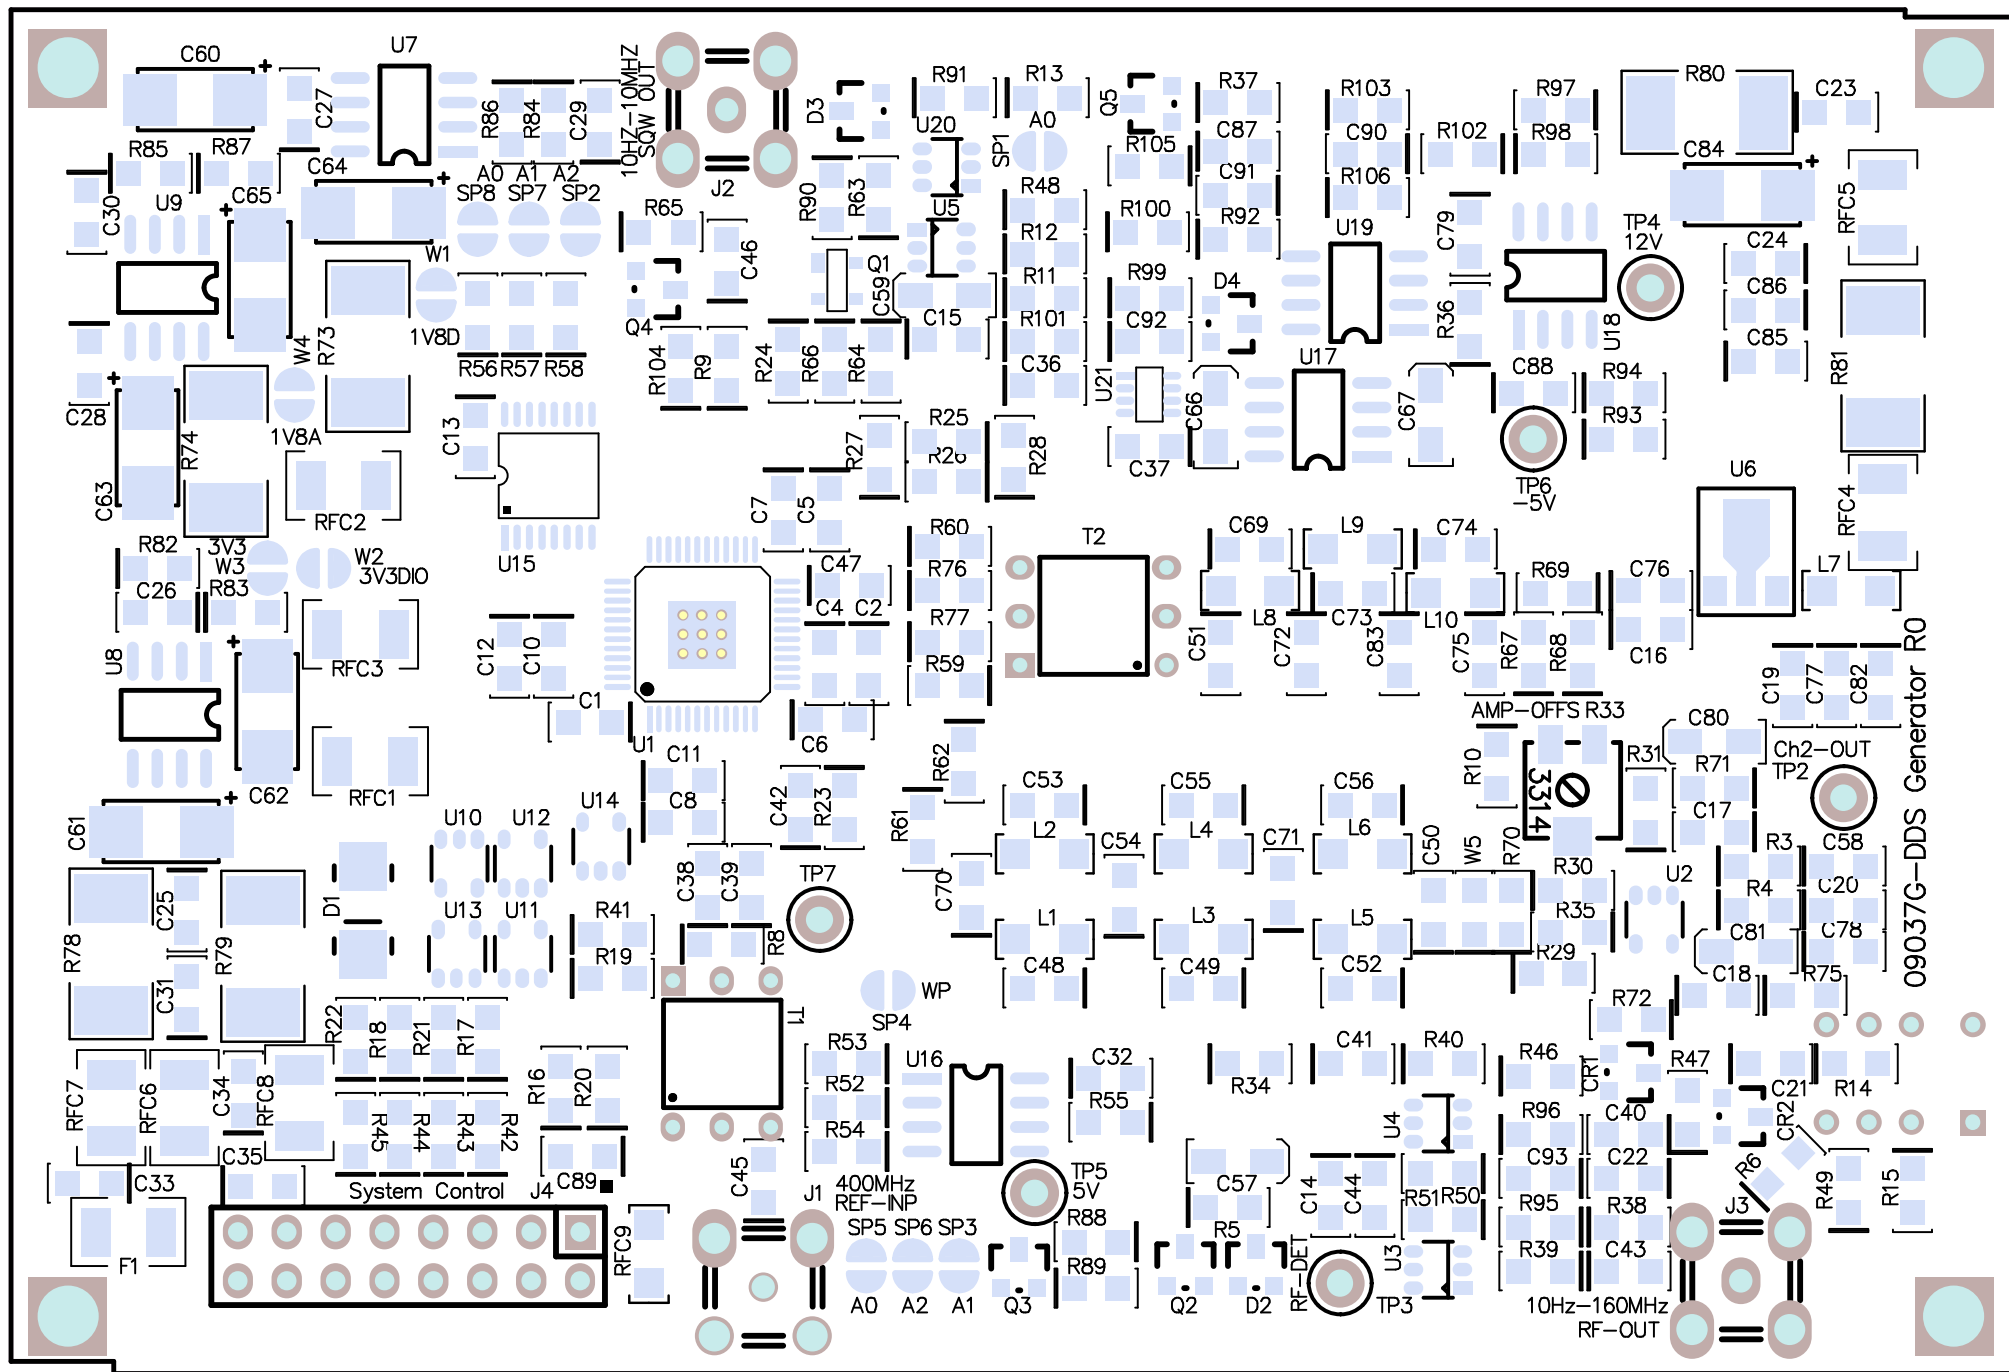 C60
U7
10HZ-10MHZ
SQW OUT
J2
C27
R86
R84
C29
D3
R91
R13
Q5
R37
R103
R97
R80
C23
U20
A0
SP1
R105
C87
C90
R102
R98
C84
R85
R87
C64
A0
A1
A2
SP8
SP7
SP2
R90
R63
R48
C91
R106
C30
U9
C65
R65
C46
U5
R12
R100
R92
U19
C79
TP4
12V
RFC5
W1
1V8D
Q1
C59
R11
R99
D4
C24
C86
Q4
C15
R101
C92
R36
U18
C85
R73
W4
R56
R57
R58
R104
R9
R24
R66
R64
C36
U17
C88
R94
R81
C28
U21
C66
C67
R93
C63
R74
1V8A
C13
R27
R25
R26
R28
C37
TP6
-5V
U6
RFC4
RFC2
U15
C7
C5
R60
T2
C69
L9
C74
R82
3V3
W3
W2
3V3DIO
C47
R76
R69
C76
L7
C26
R83
C4
C2
R77
L8
C73
L10
U8
RFC3
C12
C10
R59
C51
C72
C83
C75
R67
R68
C16
C19
C77
C82
C1
U1
C6
R62
AMP-OFFS R33
C80
Ch2-OUT
TP2
09037G-DDS Generator R0
C62
RFC1
C11
C8
C42
R23
R61
C53
C55
C56
R10
3314
R31
R71
C17
C61
U10
U12
U14
L2
L4
L6
C54
C71
C50
W5
R70
R30
U2
R3
C58
C25
R78
R79
D1
U13
U11
C38
C39
TP7
C70
R41
R8
L1
L3
L5
R35
R4
C20
C31
R19
WP
SP4
C48
C49
C52
R29
C81
C78
C18
R75
R22
R18
R21
R17
T1
R53
U16
C32
R34
C41
R40
R46
R72
CR1
R47
C21
R14
RFC7
RFC6
C34
RFC8
R16
R20
R52
R55
U4
R96
C40
CR2
R45
R44
R43
R42
R54
C93
C22
R6
R49
R15
C33
C35
System Control
J4
C89
C45
J1
400MHz
REF-INP
TP5
5V
C57
C14
C44
R51
R50
R95
R38
J3
F1
RFC9
SP5
SP6
SP3
R88
R5
RF-DET
U3
R39
C43
R89
A0
A2
A1
Q3
Q2
D2
TP3
10Hz-160MHz
RF-OUT